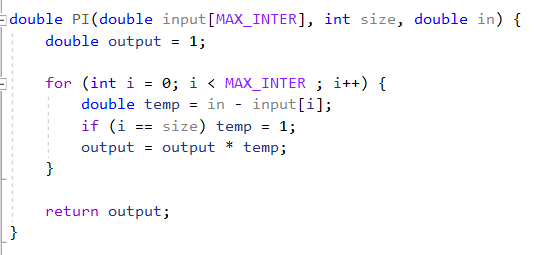 double PI(double input[MAX_INTER], int size, double in) {
    double output = 1;

    for (int i = 0; i < MAX_INTER ; i++) {
        double temp = in - input[i];
        if (i == size) temp = 1;
        output = output * temp;
    }

    return output;
}